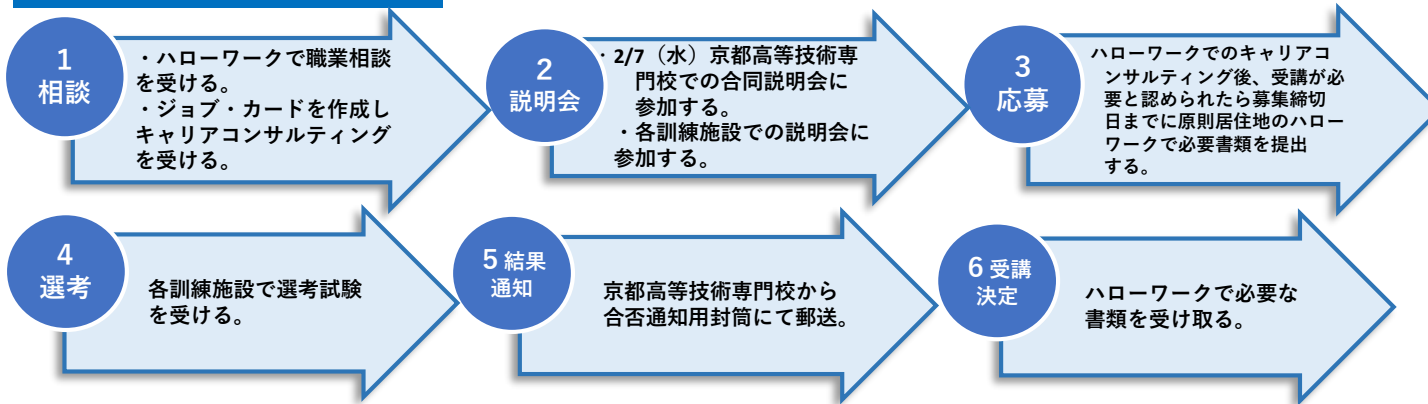 1
相談
・ハローワークで職業相談
を受ける。
・ジョブ・カードを作成し
キャリアコンサルティング
を受ける。
2
説明会
・2/7（水）京都高等技術専
門校での合同説明会に
参加する。
・各訓練施設での説明会に
参加する。
3
応募
ハローワークでのキャリアコ
ンサルティング後、受講が必
要と認められたら募集締切
日までに原則居住地のハロー
ワークで必要書類を提出
する。
4
選考
各訓練施設で選考試験
を受ける。
5 結果
通知
京都高等技術専門校から
合否通知用封筒にて郵送。
6 受講
決定
ハローワークで必要な
書類を受け取る。